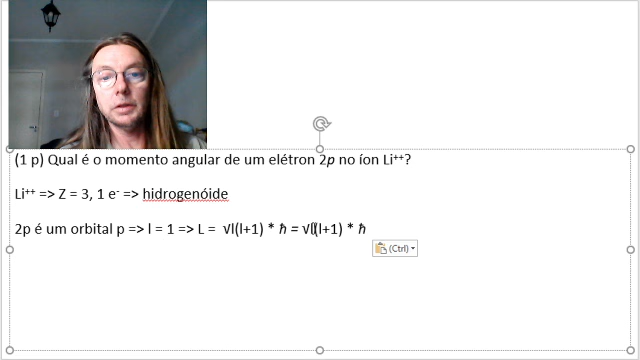 (1 p) Qual é o momento angular de um elétron 2p no íon Li⁺⁺?
Li⁺⁺ => Z = 3, 1 e⁻ => hidrogenóide
2p é um orbital p => l = 1 => L = √l(l+1) * ℏ = √l(l+1) * ℏ
(Ctrl)